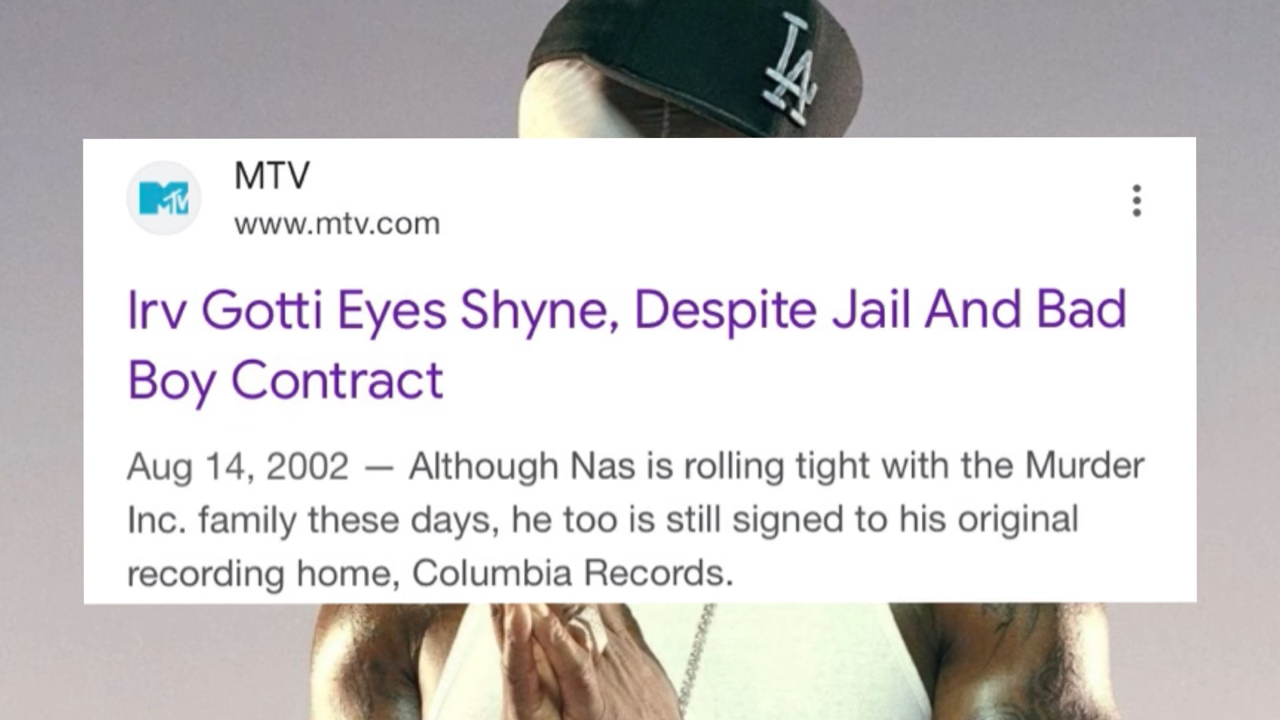 LA
MTV
MTV
www.mtv.com
Irv Gotti Eyes Shyne, Despite Jail And Bad
Boy Contract
Aug 14, 2002 — Although Nas is rolling tight with the Murder
Inc. family these days, he too is still signed to his original
recording home, Columbia Records.